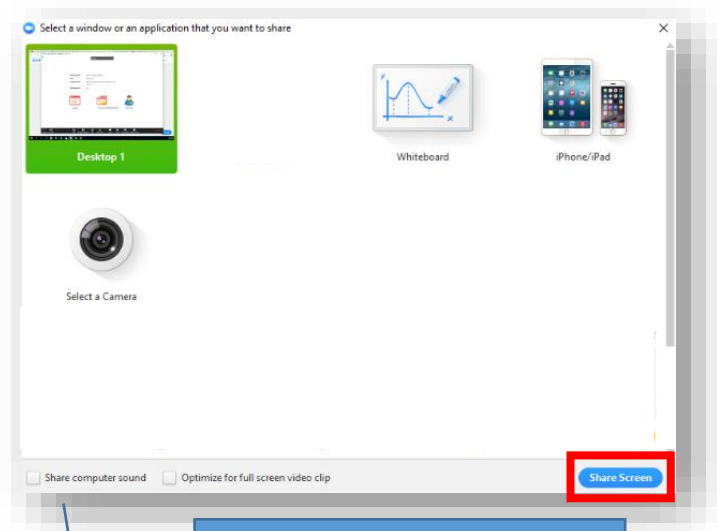 Select a window or an application that you want to share
Desktop 1
Whiteboard
iPhone/iPad
Select a Camera
Share computer sound
Optimize for full screen video clip
Share Screen